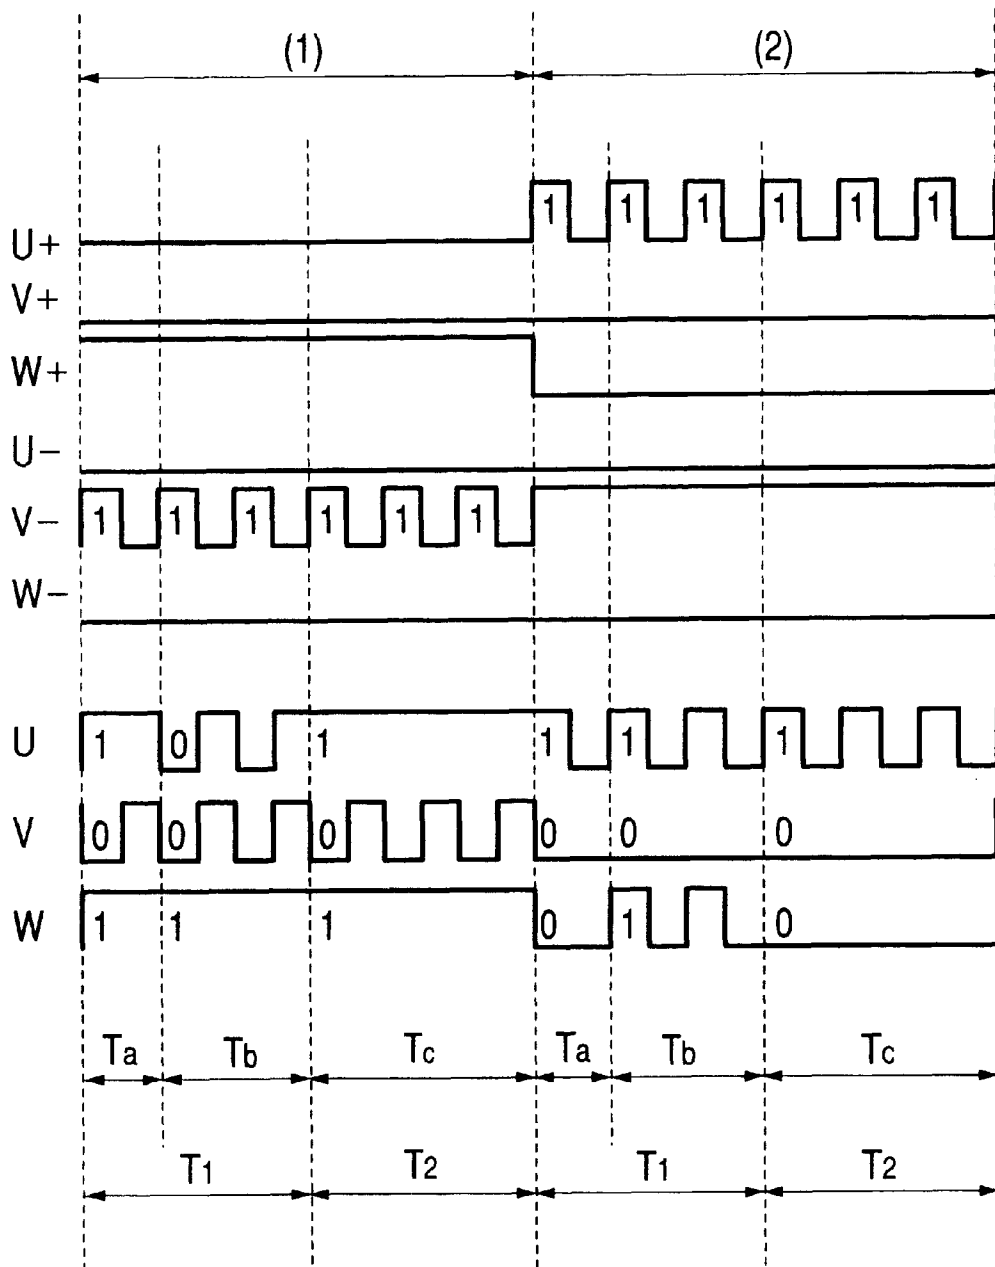 (1) (2)
1 1 1 1 1 1
U+
V+
W+
U−
V− 1 1 1 1 1 1
W−
U 1 0 1 1 1 1
V 0 0 0 0 0 0
W 1 1 1 0 1 0
Ta Tb Tc Ta Tb Tc
T1 T2 T1 T2